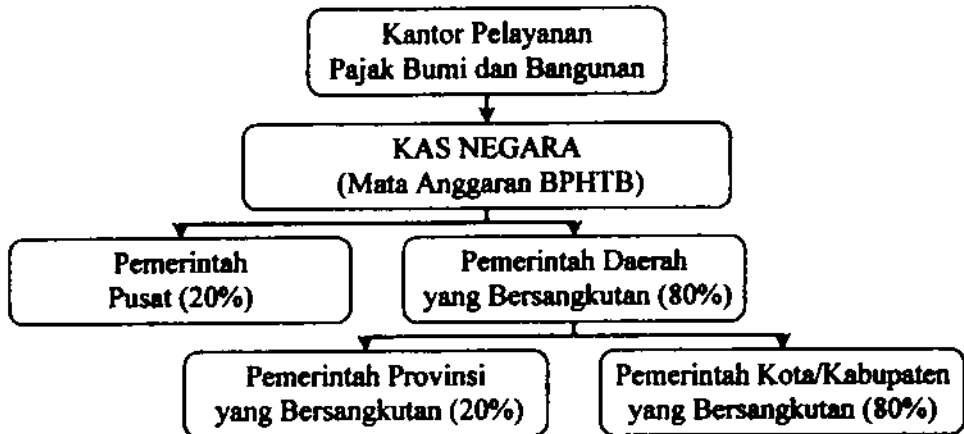 Kantor Pelayanan
Pajak Bumi dan Bangunan
KAS NEGARA
(Mata Anggaran BPHTB)
Pemerintah
Pusat (20%)
Pemerintah Daerah
yang Bersangkutan (80%)
Pemerintah Provinsi
yang Bersangkutan (20%)
Pemerintah Kota/Kabupaten
yang Bersangkutan (80%)